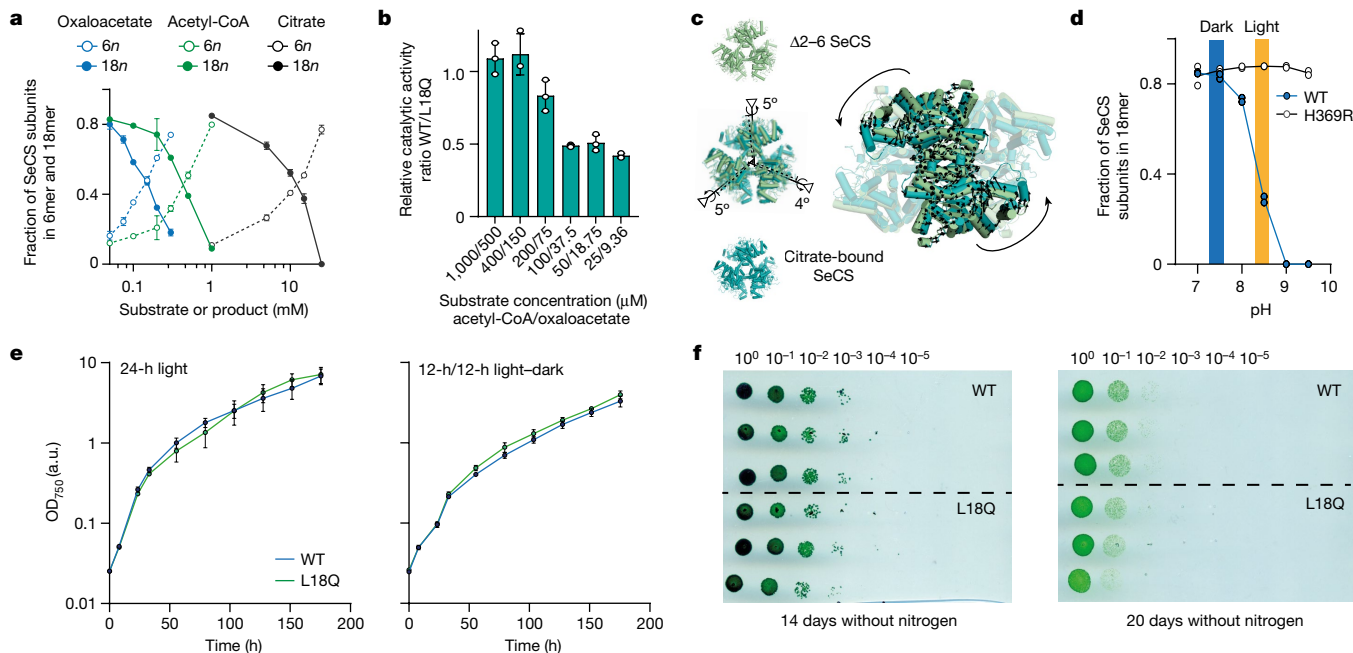 a
Oxaloacetate Acetyl-CoA Citrate
6n 6n 6n
18n 18n 18n
Fraction of SeCS subunits
in 6mer and 18mer
0.8
0.4
0
0.1 1 10
Substrate or product (mM)
b
Relative catalytic activity
ratio WT/L18Q
1.0
0.5
0
1,000/500
400/150
200/75
100/37.5
50/18.75
25/9.36
Substrate concentration (μM)
acetyl-CoA/oxaloacetate
c
Δ2–6 SeCS
5°
5°
4°
Citrate-bound
SeCS
d
Dark Light
Fraction of SeCS
subunits in 18mer
0.8
0.4
0
WT
H369R
7 8 9 10
pH
e
24-h light
OD750 (a.u.)
10
1
0.1
0.01
WT
L18Q
0 50 100 150 200
Time (h)
12-h/12-h light–dark
0 50 100 150 200
Time (h)
f
10⁰ 10⁻¹ 10⁻² 10⁻³ 10⁻⁴ 10⁻⁵
WT
L18Q
14 days without nitrogen
10⁰ 10⁻¹ 10⁻² 10⁻³ 10⁻⁴ 10⁻⁵
WT
L18Q
20 days without nitrogen